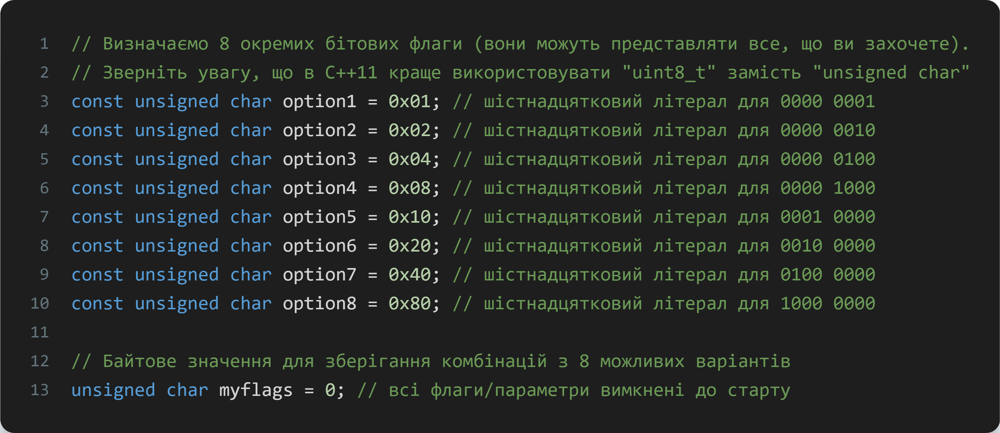 1 // Визначаємо 8 окремих бітових флаги (вони можуть представляти все, що ви захочете).
2 // Зверніть увагу, що в C++11 краще використовувати "uint8_t" замість "unsigned char"
3 const unsigned char option1 = 0x01; // шістнадцятковий літерал для 0000 0001
4 const unsigned char option2 = 0x02; // шістнадцятковий літерал для 0000 0010
5 const unsigned char option3 = 0x04; // шістнадцятковий літерал для 0000 0100
6 const unsigned char option4 = 0x08; // шістнадцятковий літерал для 0000 1000
7 const unsigned char option5 = 0x10; // шістнадцятковий літерал для 0001 0000
8 const unsigned char option6 = 0x20; // шістнадцятковий літерал для 0010 0000
9 const unsigned char option7 = 0x40; // шістнадцятковий літерал для 0100 0000
10 const unsigned char option8 = 0x80; // шістнадцятковий літерал для 1000 0000
11
12 // Байтове значення для зберігання комбінацій з 8 можливих варіантів
13 unsigned char myflags = 0; // всі флаги/параметри вимкнені до старту